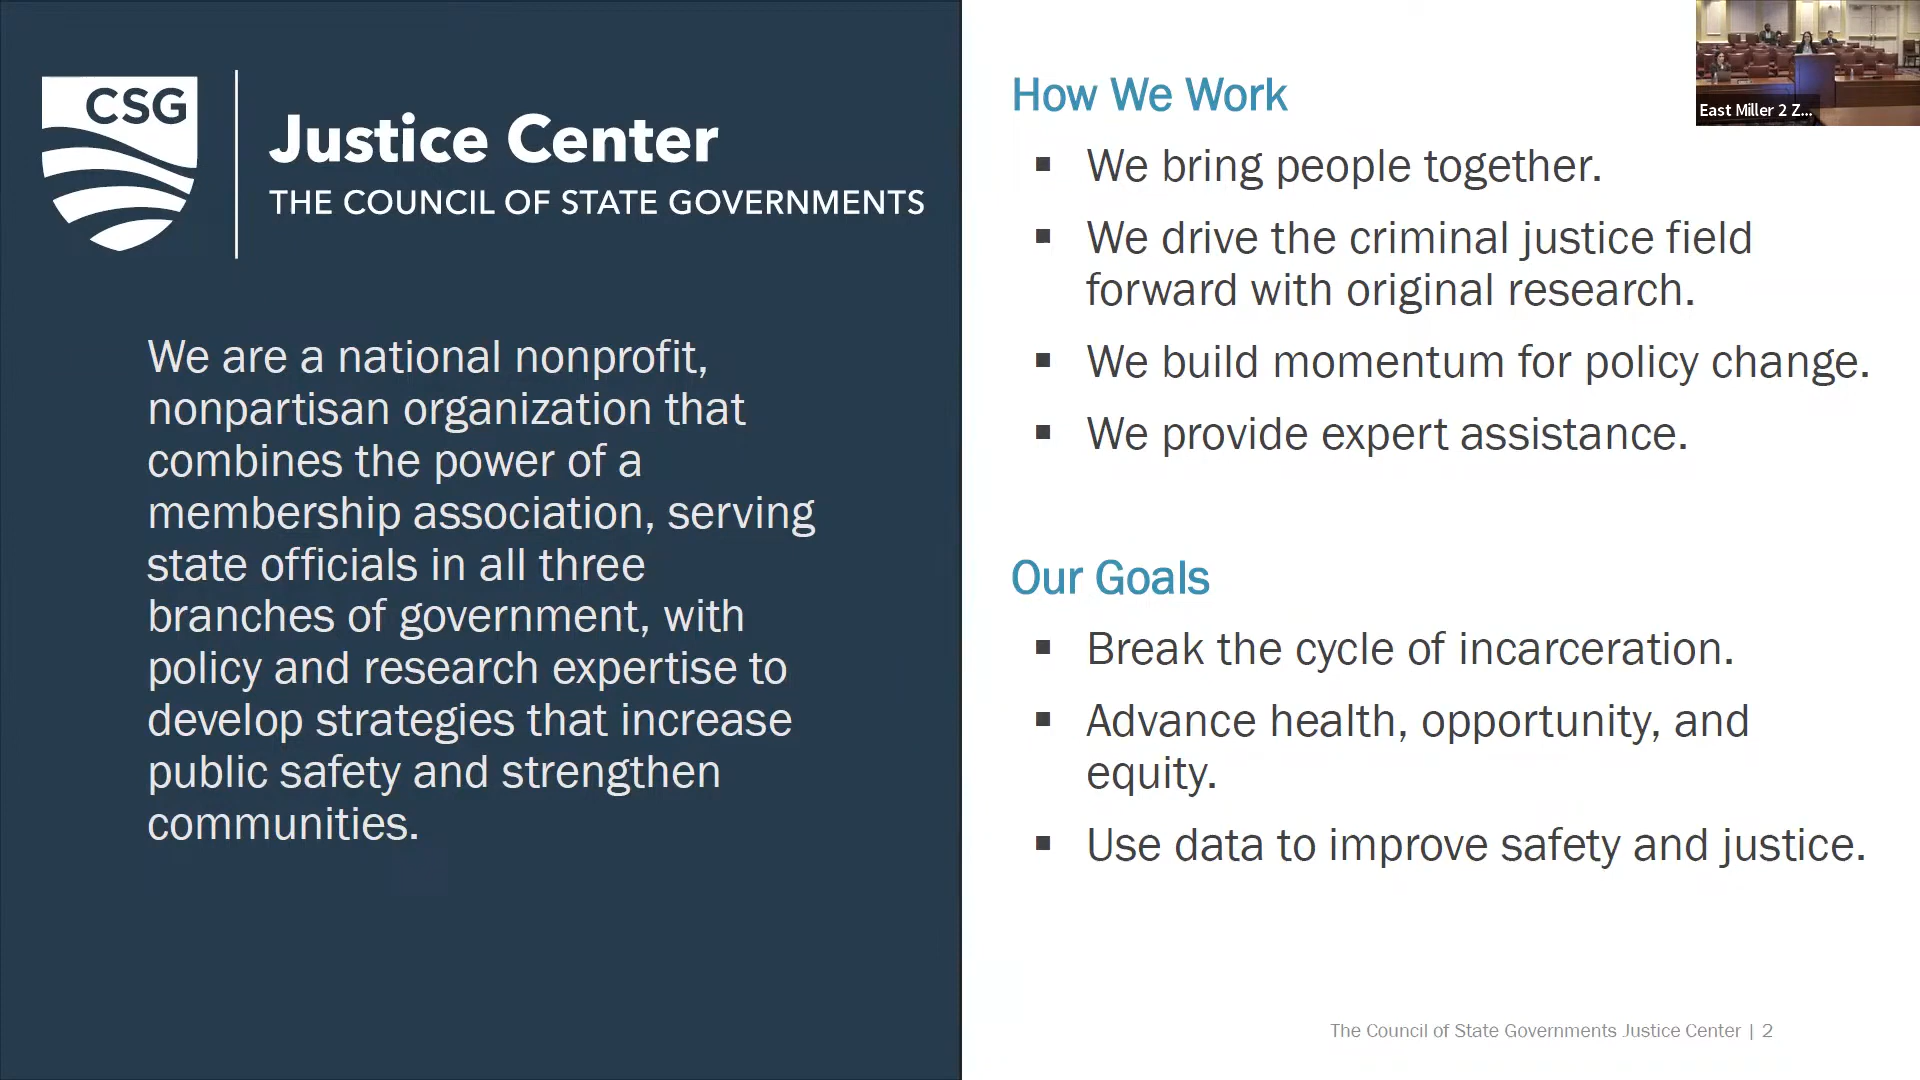 CSG
Justice Center
THE COUNCIL OF STATE GOVERNMENTS
We are a national nonprofit,
nonpartisan organization that
combines the power of a
membership association, serving
state officials in all three
branches of government, with
policy and research expertise to
develop strategies that increase
public safety and strengthen
communities.
How We Work
▪ We bring people together.
▪ We drive the criminal justice field
forward with original research.
▪ We build momentum for policy change.
▪ We provide expert assistance.
Our Goals
▪ Break the cycle of incarceration.
▪ Advance health, opportunity, and
equity.
▪ Use data to improve safety and justice.
The Council of State Governments Justice Center | 2
East Miller 2 Z...